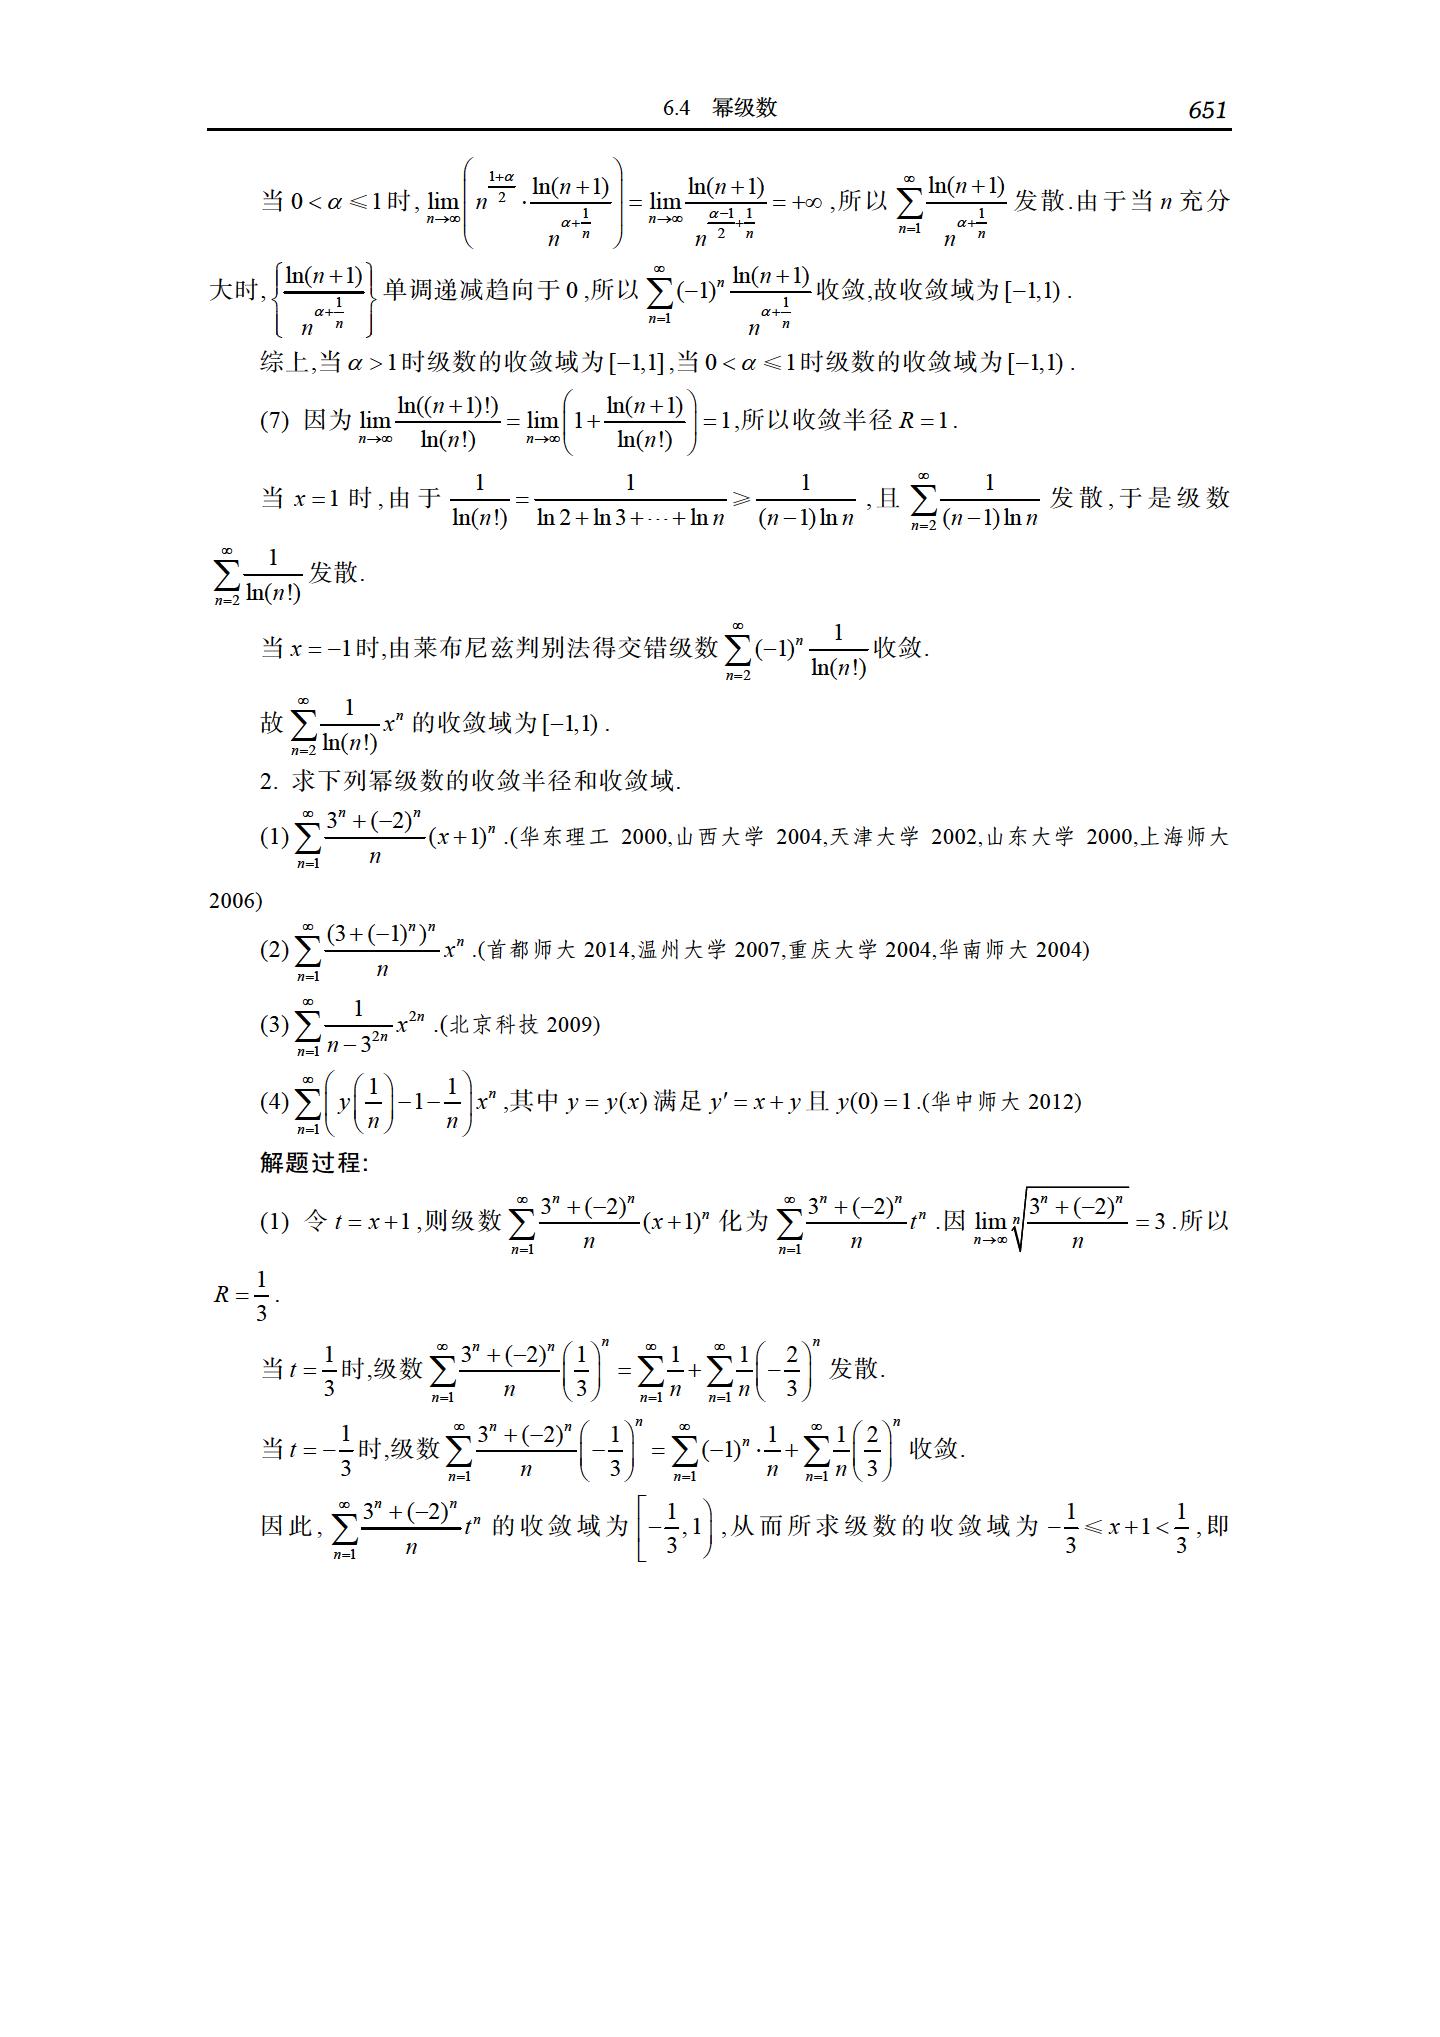 6.4 幂级数 651
当 $0<\alpha\leqslant 1$ 时, $\lim\limits_{n\to\infty}\left(n^{\frac{1+\alpha}{2}}\cdot\frac{\ln(n+1)}{n^{\alpha+\frac{1}{n}}}\right)=\lim\limits_{n\to\infty}\frac{\ln(n+1)}{n^{\frac{\alpha-1}{2}+\frac{1}{n}}}=+\infty$ ,所以 $\sum\limits_{n=1}^{\infty}\frac{\ln(n+1)}{n^{\alpha+\frac{1}{n}}}$ 发散.由于当 $n$ 充分
大时, $\left\{\frac{\ln(n+1)}{n^{\alpha+\frac{1}{n}}}\right\}$ 单调递减趋向于 0 ,所以 $\sum\limits_{n=1}^{\infty}(-1)^n\frac{\ln(n+1)}{n^{\alpha+\frac{1}{n}}}$ 收敛,故收敛域为 $[-1,1)$ .
综上,当 $\alpha>1$ 时级数的收敛域为 $[-1,1]$ ,当 $0<\alpha\leqslant 1$ 时级数的收敛域为 $[-1,1)$ .
(7) 因为 $\lim\limits_{n\to\infty}\frac{\ln((n+1)!)}{\ln(n!)}=\lim\limits_{n\to\infty}\left(1+\frac{\ln(n+1)}{\ln(n!)}\right)=1$ ,所以收敛半径 $R=1$ .
当 $x=1$ 时,由于 $\frac{1}{\ln(n!)}=\frac{1}{\ln 2+\ln 3+\cdots+\ln n}\geqslant\frac{1}{(n-1)\ln n}$ ,且 $\sum\limits_{n=2}^{\infty}\frac{1}{(n-1)\ln n}$ 发散,于是级数
$\sum\limits_{n=2}^{\infty}\frac{1}{\ln(n!)}$ 发散.
当 $x=-1$ 时,由莱布尼兹判别法得交错级数 $\sum\limits_{n=2}^{\infty}(-1)^n\frac{1}{\ln(n!)}$ 收敛.
故 $\sum\limits_{n=2}^{\infty}\frac{1}{\ln(n!)}x^n$ 的收敛域为 $[-1,1)$ .
2. 求下列幂级数的收敛半径和收敛域.
(1) $\sum\limits_{n=1}^{\infty}\frac{3^n+(-2)^n}{n}(x+1)^n$ .(华东理工 2000,山西大学 2004,天津大学 2002,山东大学 2000,上海师大
2006)
(2) $\sum\limits_{n=1}^{\infty}\frac{(3+(-1)^n)^n}{n}x^n$ .(首都师大 2014,温州大学 2007,重庆大学 2004,华南师大 2004)
(3) $\sum\limits_{n=1}^{\infty}\frac{1}{n-3^{2n}}x^{2n}$ .(北京科技 2009)
(4) $\sum\limits_{n=1}^{\infty}\left(y\left(\frac{1}{n}\right)-1-\frac{1}{n}\right)x^n$ ,其中 $y=y(x)$ 满足 $y'=x+y$ 且 $y(0)=1$ .(华中师大 2012)
解题过程:
(1) 令 $t=x+1$ ,则级数 $\sum\limits_{n=1}^{\infty}\frac{3^n+(-2)^n}{n}(x+1)^n$ 化为 $\sum\limits_{n=1}^{\infty}\frac{3^n+(-2)^n}{n}t^n$ .因 $\lim\limits_{n\to\infty}\sqrt[n]{\frac{3^n+(-2)^n}{n}}=3$ .所以
$R=\frac{1}{3}$ .
当 $t=\frac{1}{3}$ 时,级数 $\sum\limits_{n=1}^{\infty}\frac{3^n+(-2)^n}{n}\left(\frac{1}{3}\right)^n=\sum\limits_{n=1}^{\infty}\frac{1}{n}+\sum\limits_{n=1}^{\infty}\frac{1}{n}\left(-\frac{2}{3}\right)^n$ 发散.
当 $t=-\frac{1}{3}$ 时,级数 $\sum\limits_{n=1}^{\infty}\frac{3^n+(-2)^n}{n}\left(-\frac{1}{3}\right)^n=\sum\limits_{n=1}^{\infty}(-1)^n\cdot\frac{1}{n}+\sum\limits_{n=1}^{\infty}\frac{1}{n}\left(\frac{2}{3}\right)^n$ 收敛.
因此, $\sum\limits_{n=1}^{\infty}\frac{3^n+(-2)^n}{n}t^n$ 的收敛域为 $\left[-\frac{1}{3},1\right)$ ,从而所求级数的收敛域为 $-\frac{1}{3}\leqslant x+1<\frac{1}{3}$ ,即